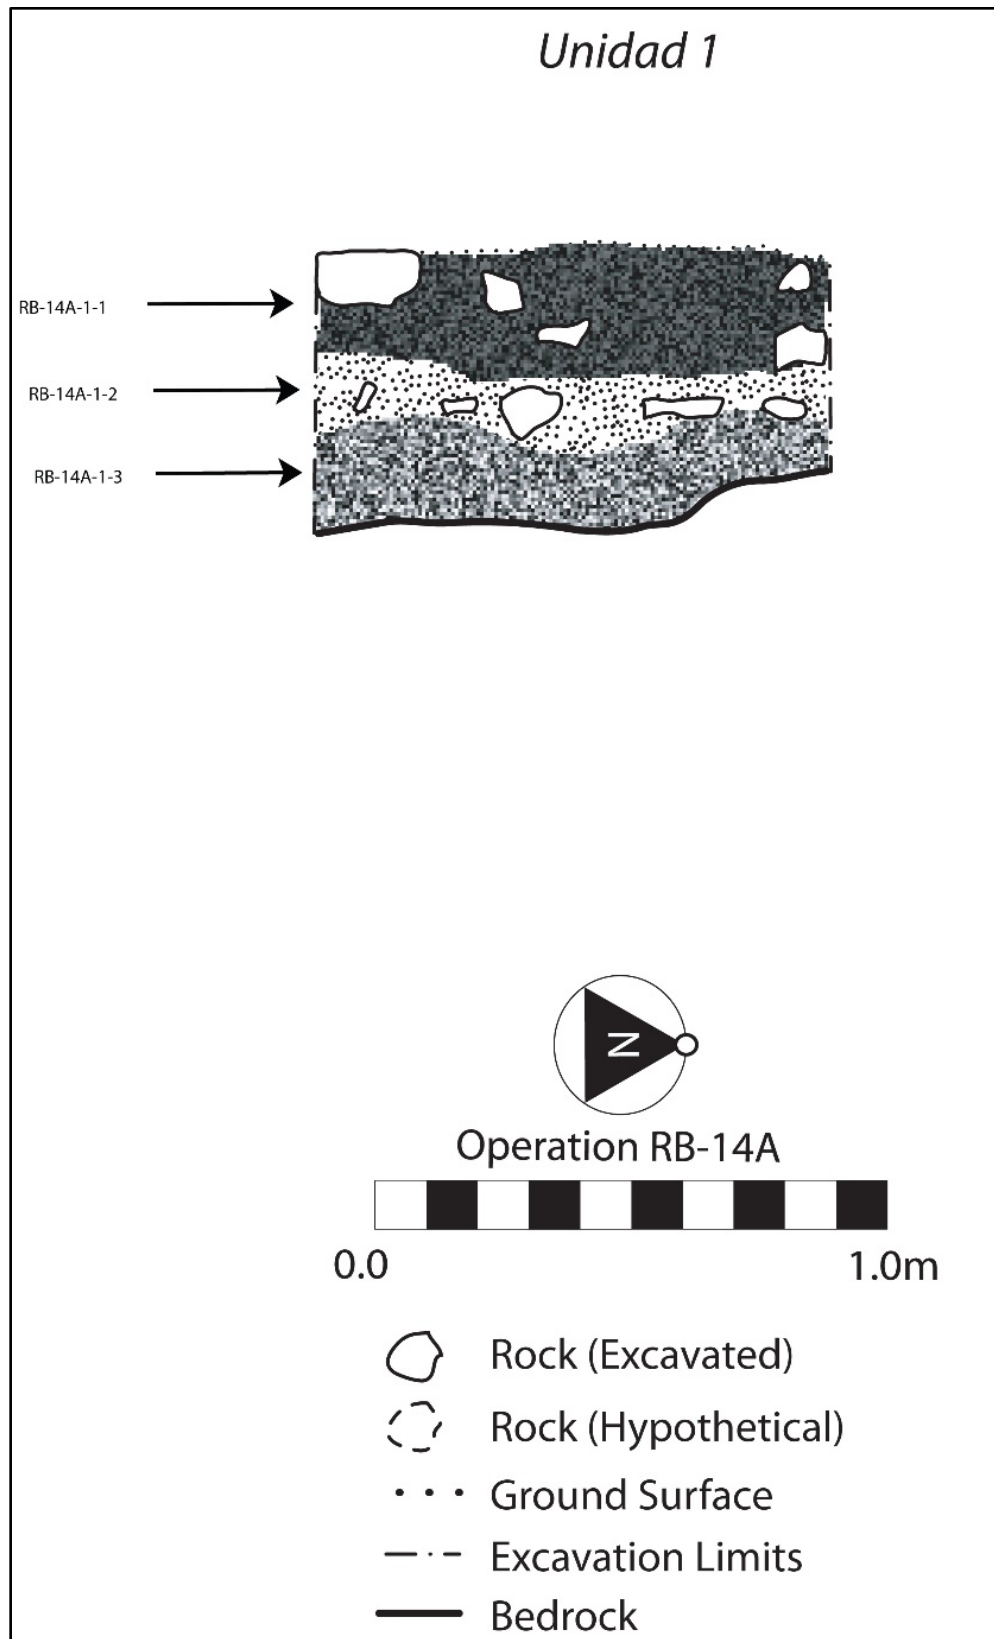 Unidad 1
RB-14A-1-1
RB-14A-1-2
RB-14A-1-3
N
Operation RB-14A
0.0 1.0m
Rock (Excavated)
Rock (Hypothetical)
Ground Surface
Excavation Limits
Bedrock